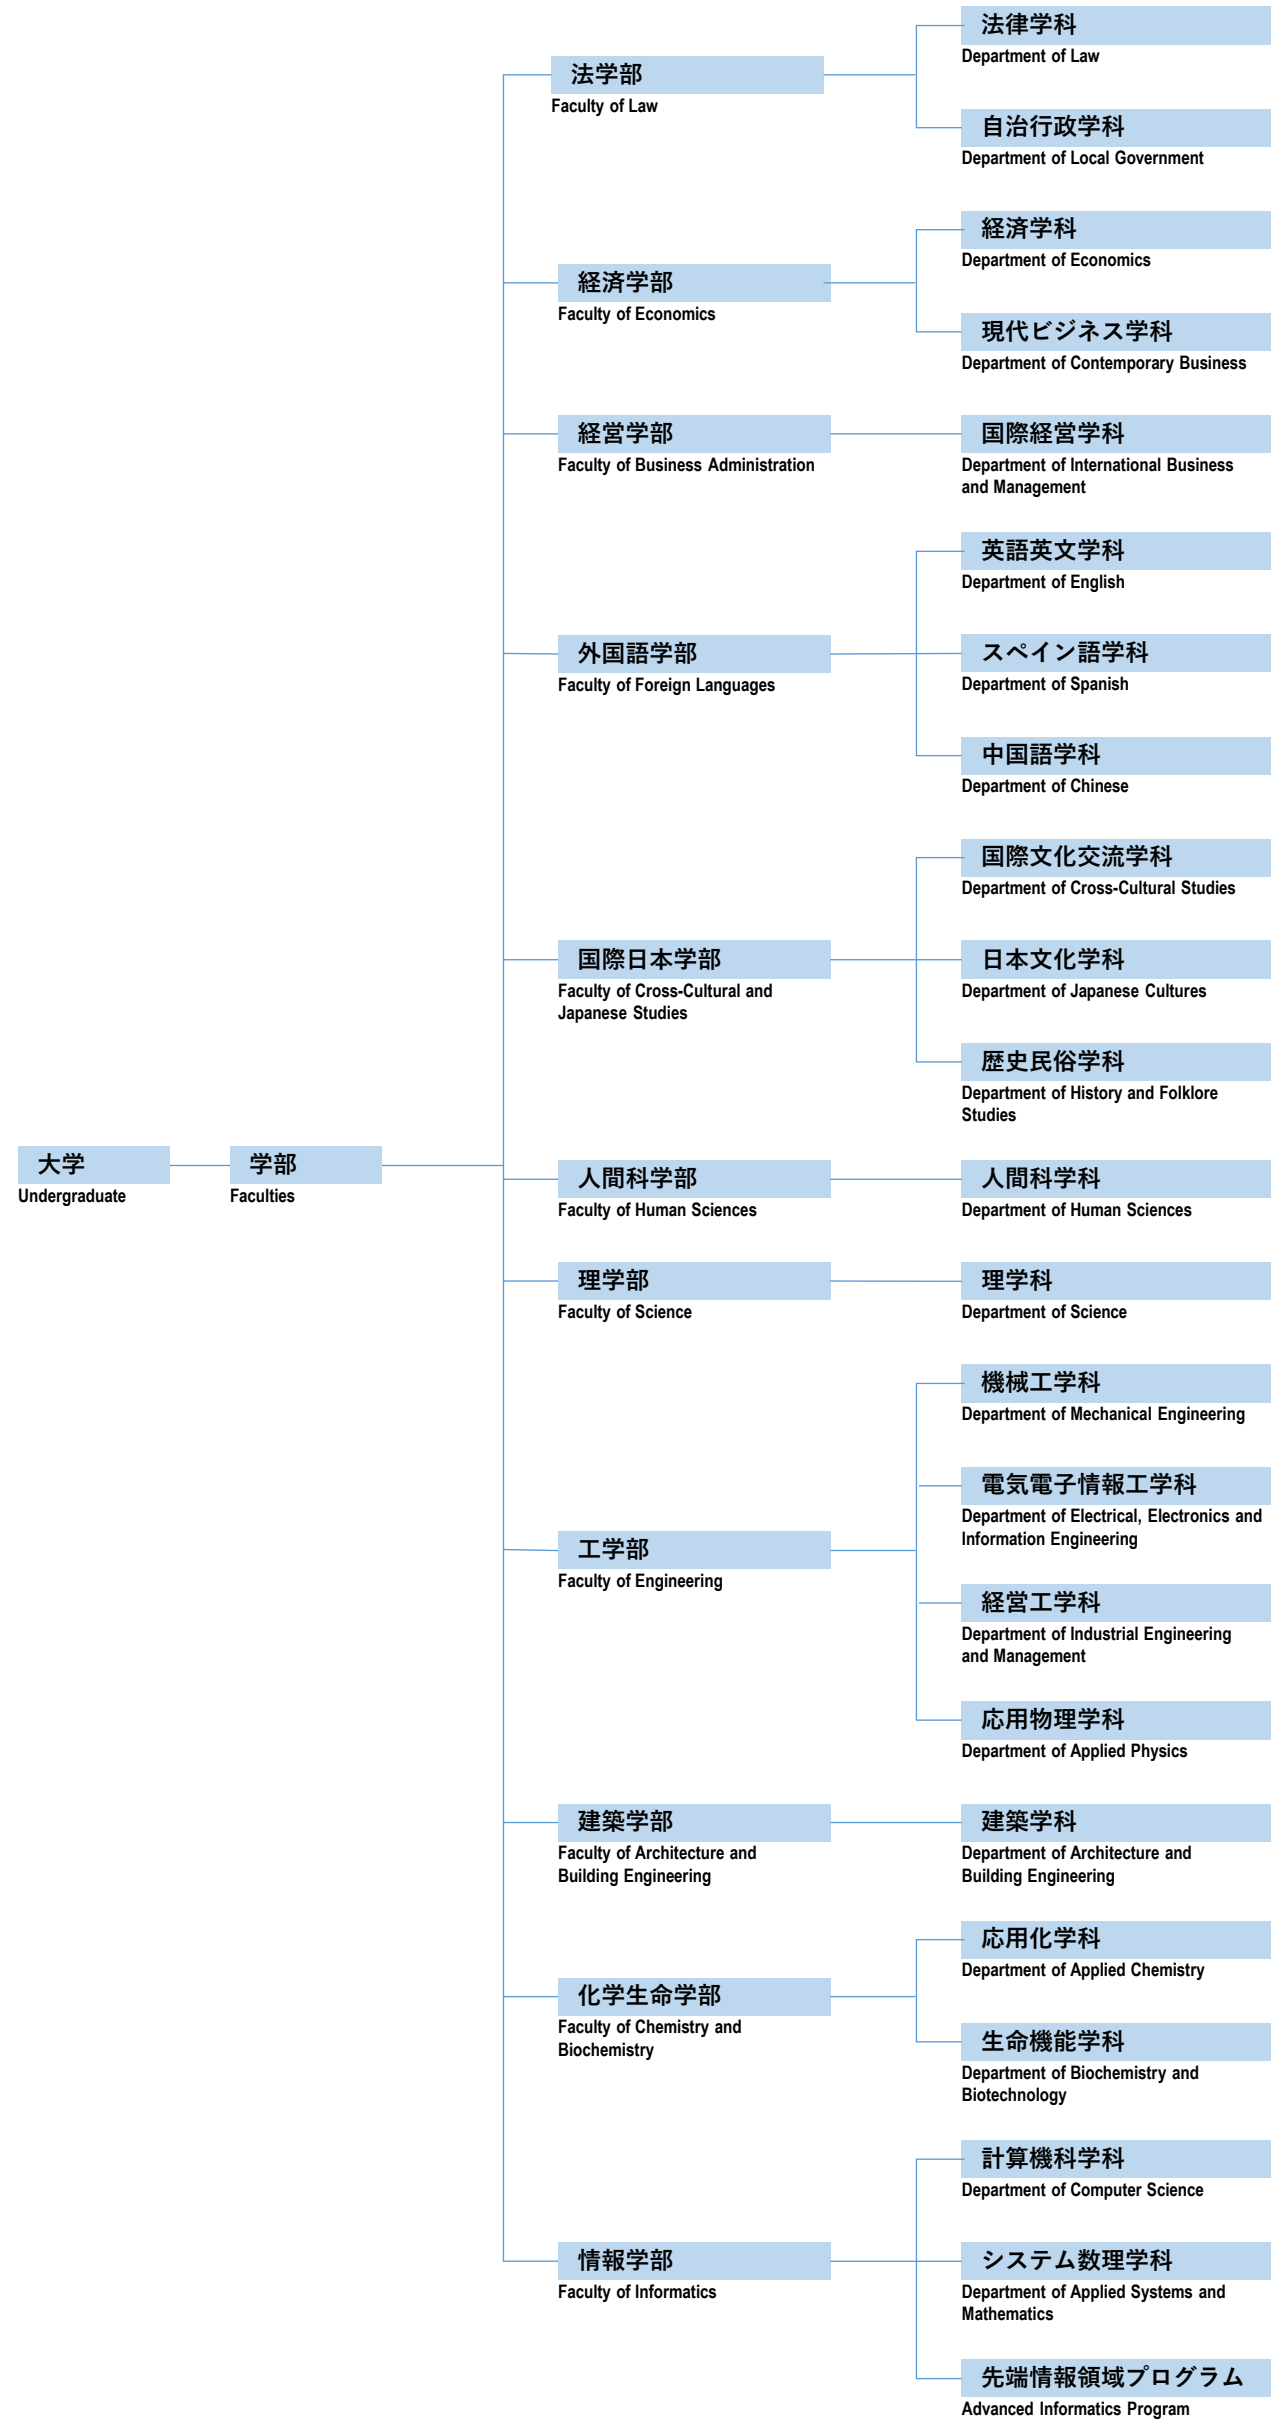 大学
Undergraduate
学部
Faculties
法学部
Faculty of Law
法律学科
Department of Law
自治行政学科
Department of Local Government
経済学部
Faculty of Economics
経済学科
Department of Economics
現代ビジネス学科
Department of Contemporary Business
経営学部
Faculty of Business Administration
国際経営学科
Department of International Business
and Management
外国語学部
Faculty of Foreign Languages
英語英文学科
Department of English
スペイン語学科
Department of Spanish
中国語学科
Department of Chinese
国際日本学部
Faculty of Cross-Cultural and
Japanese Studies
国際文化交流学科
Department of Cross-Cultural Studies
日本文化学科
Department of Japanese Cultures
歴史民俗学科
Department of History and Folklore
Studies
人間科学部
Faculty of Human Sciences
人間科学科
Department of Human Sciences
理学部
Faculty of Science
理学科
Department of Science
工学部
Faculty of Engineering
機械工学科
Department of Mechanical Engineering
電気電子情報工学科
Department of Electrical, Electronics and
Information Engineering
経営工学科
Department of Industrial Engineering
and Management
応用物理学科
Department of Applied Physics
建築学部
Faculty of Architecture and
Building Engineering
建築学科
Department of Architecture and
Building Engineering
化学生命学部
Faculty of Chemistry and
Biochemistry
応用化学科
Department of Applied Chemistry
生命機能学科
Department of Biochemistry and
Biotechnology
情報学部
Faculty of Informatics
計算機科学科
Department of Computer Science
システム数理学科
Department of Applied Systems and
Mathematics
先端情報領域プログラム
Advanced Informatics Program